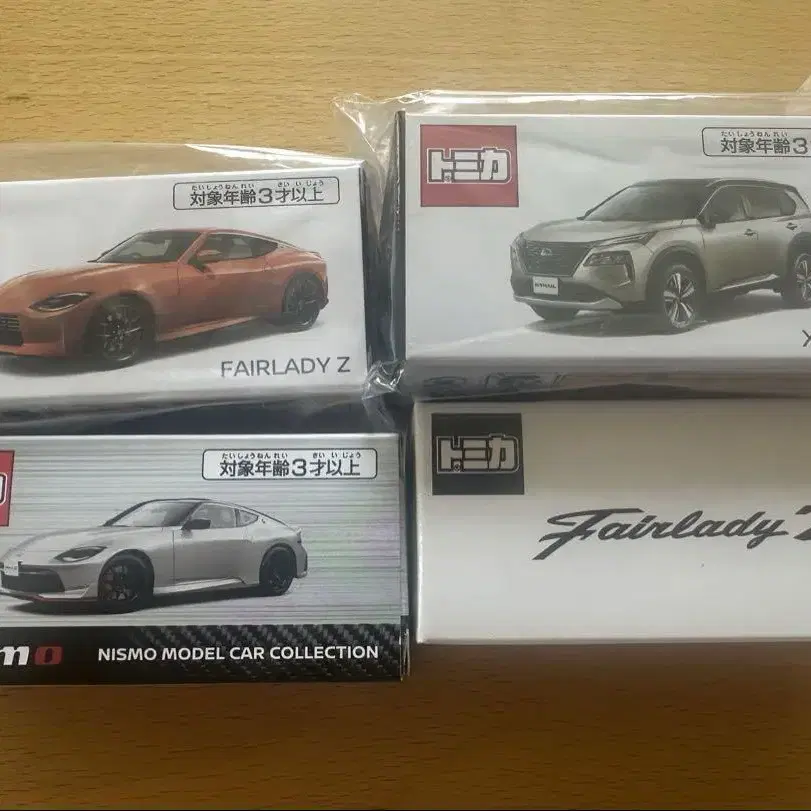 たいしょうねんれい さい い じょう
対象年齢3才以上
FAIRLADY Z
トミカ
たいしょうねんれい
対象年齢3
X-TRAIL
X
たいしょうねんれい さい い じょう
対象年齢3才以上
mo
NISMO MODEL CAR COLLECTION
トミカ
Fairlady Z